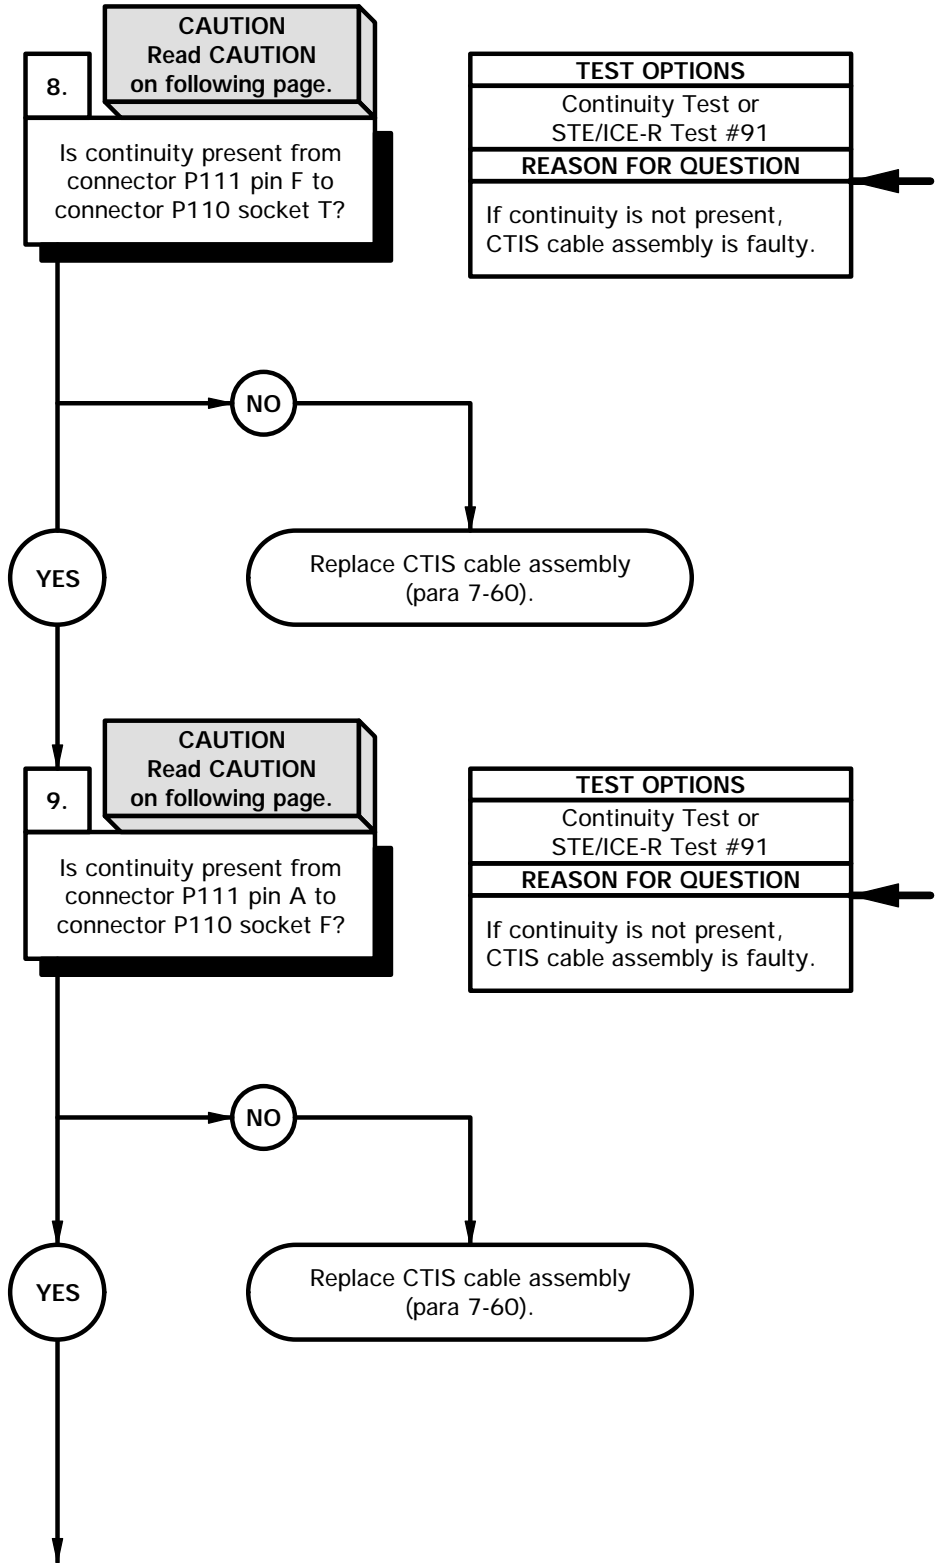 CAUTION
Read CAUTION
on following page.
8.
Is continuity present from
connector P111 pin F to
connector P110 socket T?
TEST OPTIONS
Continuity Test or
STE/ICE-R Test #91
REASON FOR QUESTION
If continuity is not present,
CTIS cable assembly is faulty.
NO
YES
Replace CTIS cable assembly
(para 7-60).
CAUTION
Read CAUTION
on following page.
9.
Is continuity present from
connector P111 pin A to
connector P110 socket F?
TEST OPTIONS
Continuity Test or
STE/ICE-R Test #91
REASON FOR QUESTION
If continuity is not present,
CTIS cable assembly is faulty.
NO
YES
Replace CTIS cable assembly
(para 7-60).